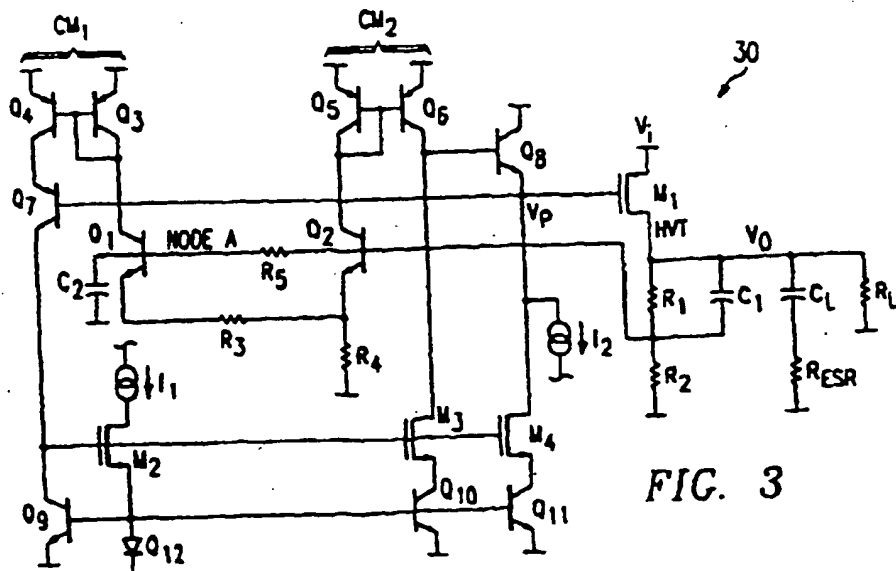 CM1
CM2
30
Q4
Q3
Q5
Q6
Q8
Vi
M1
Q7
VP
HVT
Q1
NODE A
Q2
VO
R5
C2
R1
C1
CL
RL
R3
R4
I2
I1
R2
RESR
M2
M3
M4
Q9
Q10
Q11
Q12
FIG. 3